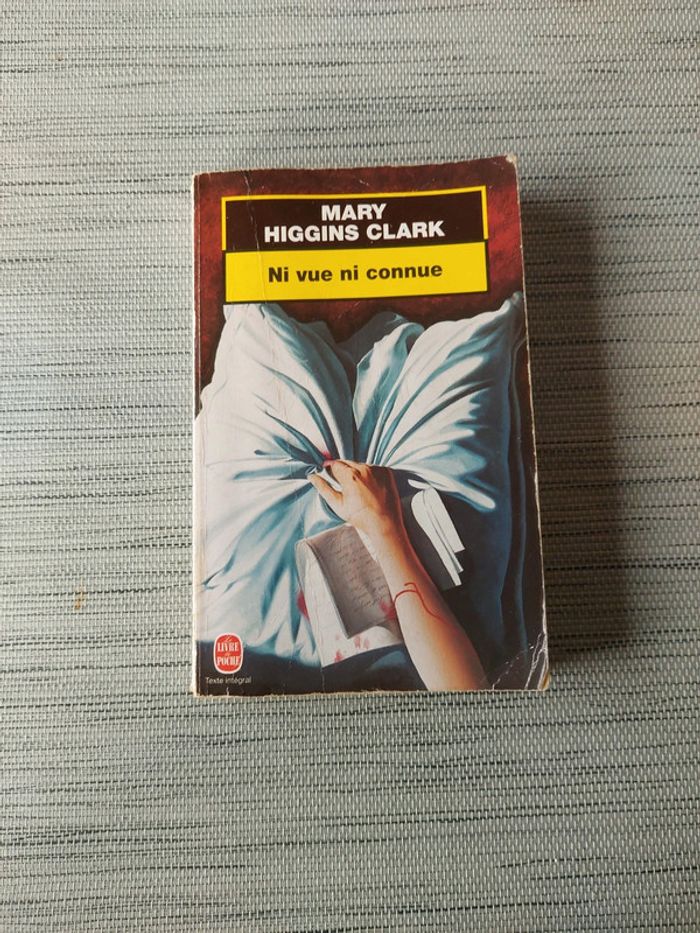 MARY
HIGGINS CLARK
Ni vue ni connue
Le
LIVRE
de
POCHE
Texte intégral